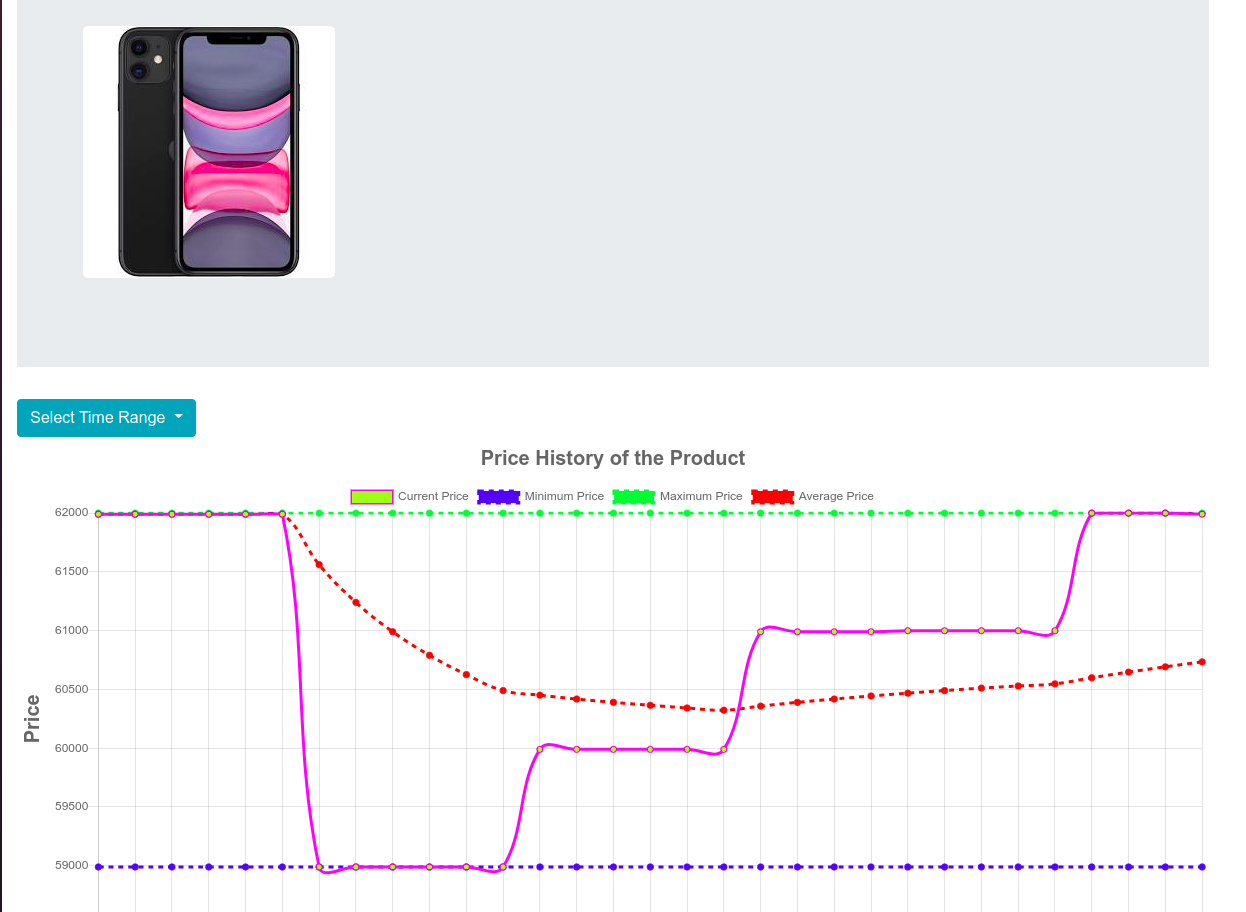 Select Time Range
Price History of the Product
Current Price Minimum Price Maximum Price Average Price
62000
61500
61000
60500
60000
59500
59000
Price